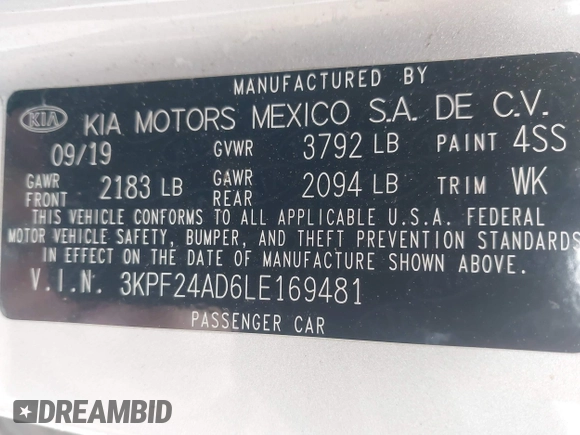 MANUFACTURED BY
KIA KIA MOTORS MEXICO S.A. DE C.V.
09/19 GVWR 3792 LB PAINT 4SS
GAWR FRONT 2183 LB GAWR REAR 2094 LB TRIM WK
THIS VEHICLE CONFORMS TO ALL APPLICABLE U.S.A. FEDERAL
MOTOR VEHICLE SAFETY, BUMPER, AND THEFT PREVENTION STANDARDS
IN EFFECT ON THE DATE OF MANUFACTURE SHOWN ABOVE.
V.I.N. 3KPF24AD6LE169481
PASSENGER CAR
DREAMBID